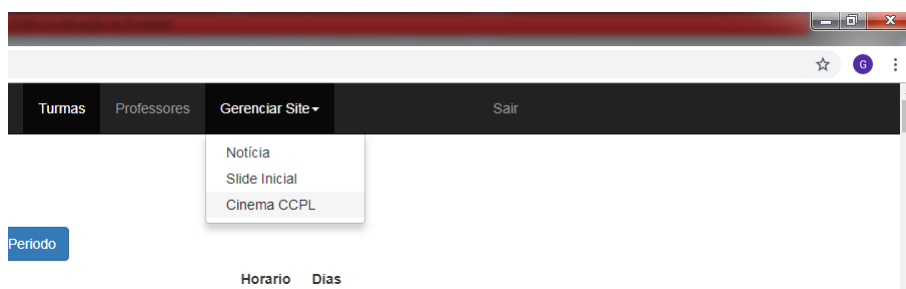 G
Turmas Professores Gerenciar Site Sair
Notícia
Slide Inicial
Cinema CCPL
Periodo
Horario Dias